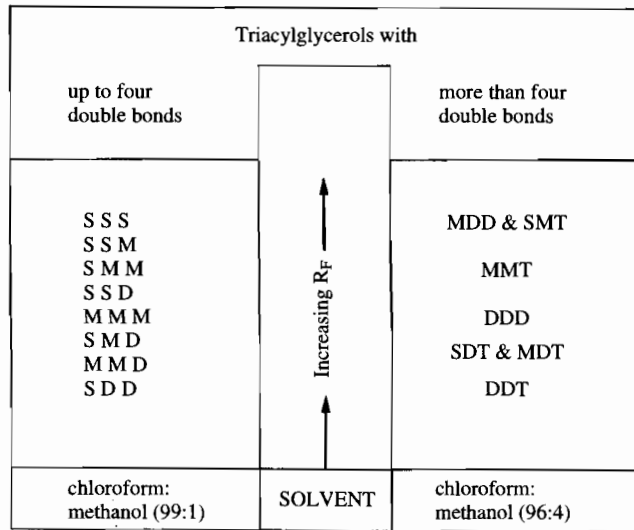 Triacylglycerols with
up to four
double bonds
more than four
double bonds
S S S
S S M
S M M
S S D
M M M
S M D
M M D
S D D
Increasing RF
MDD & SMT
MMT
DDD
SDT & MDT
DDT
chloroform:
methanol (99:1)
SOLVENT
chloroform:
methanol (96:4)